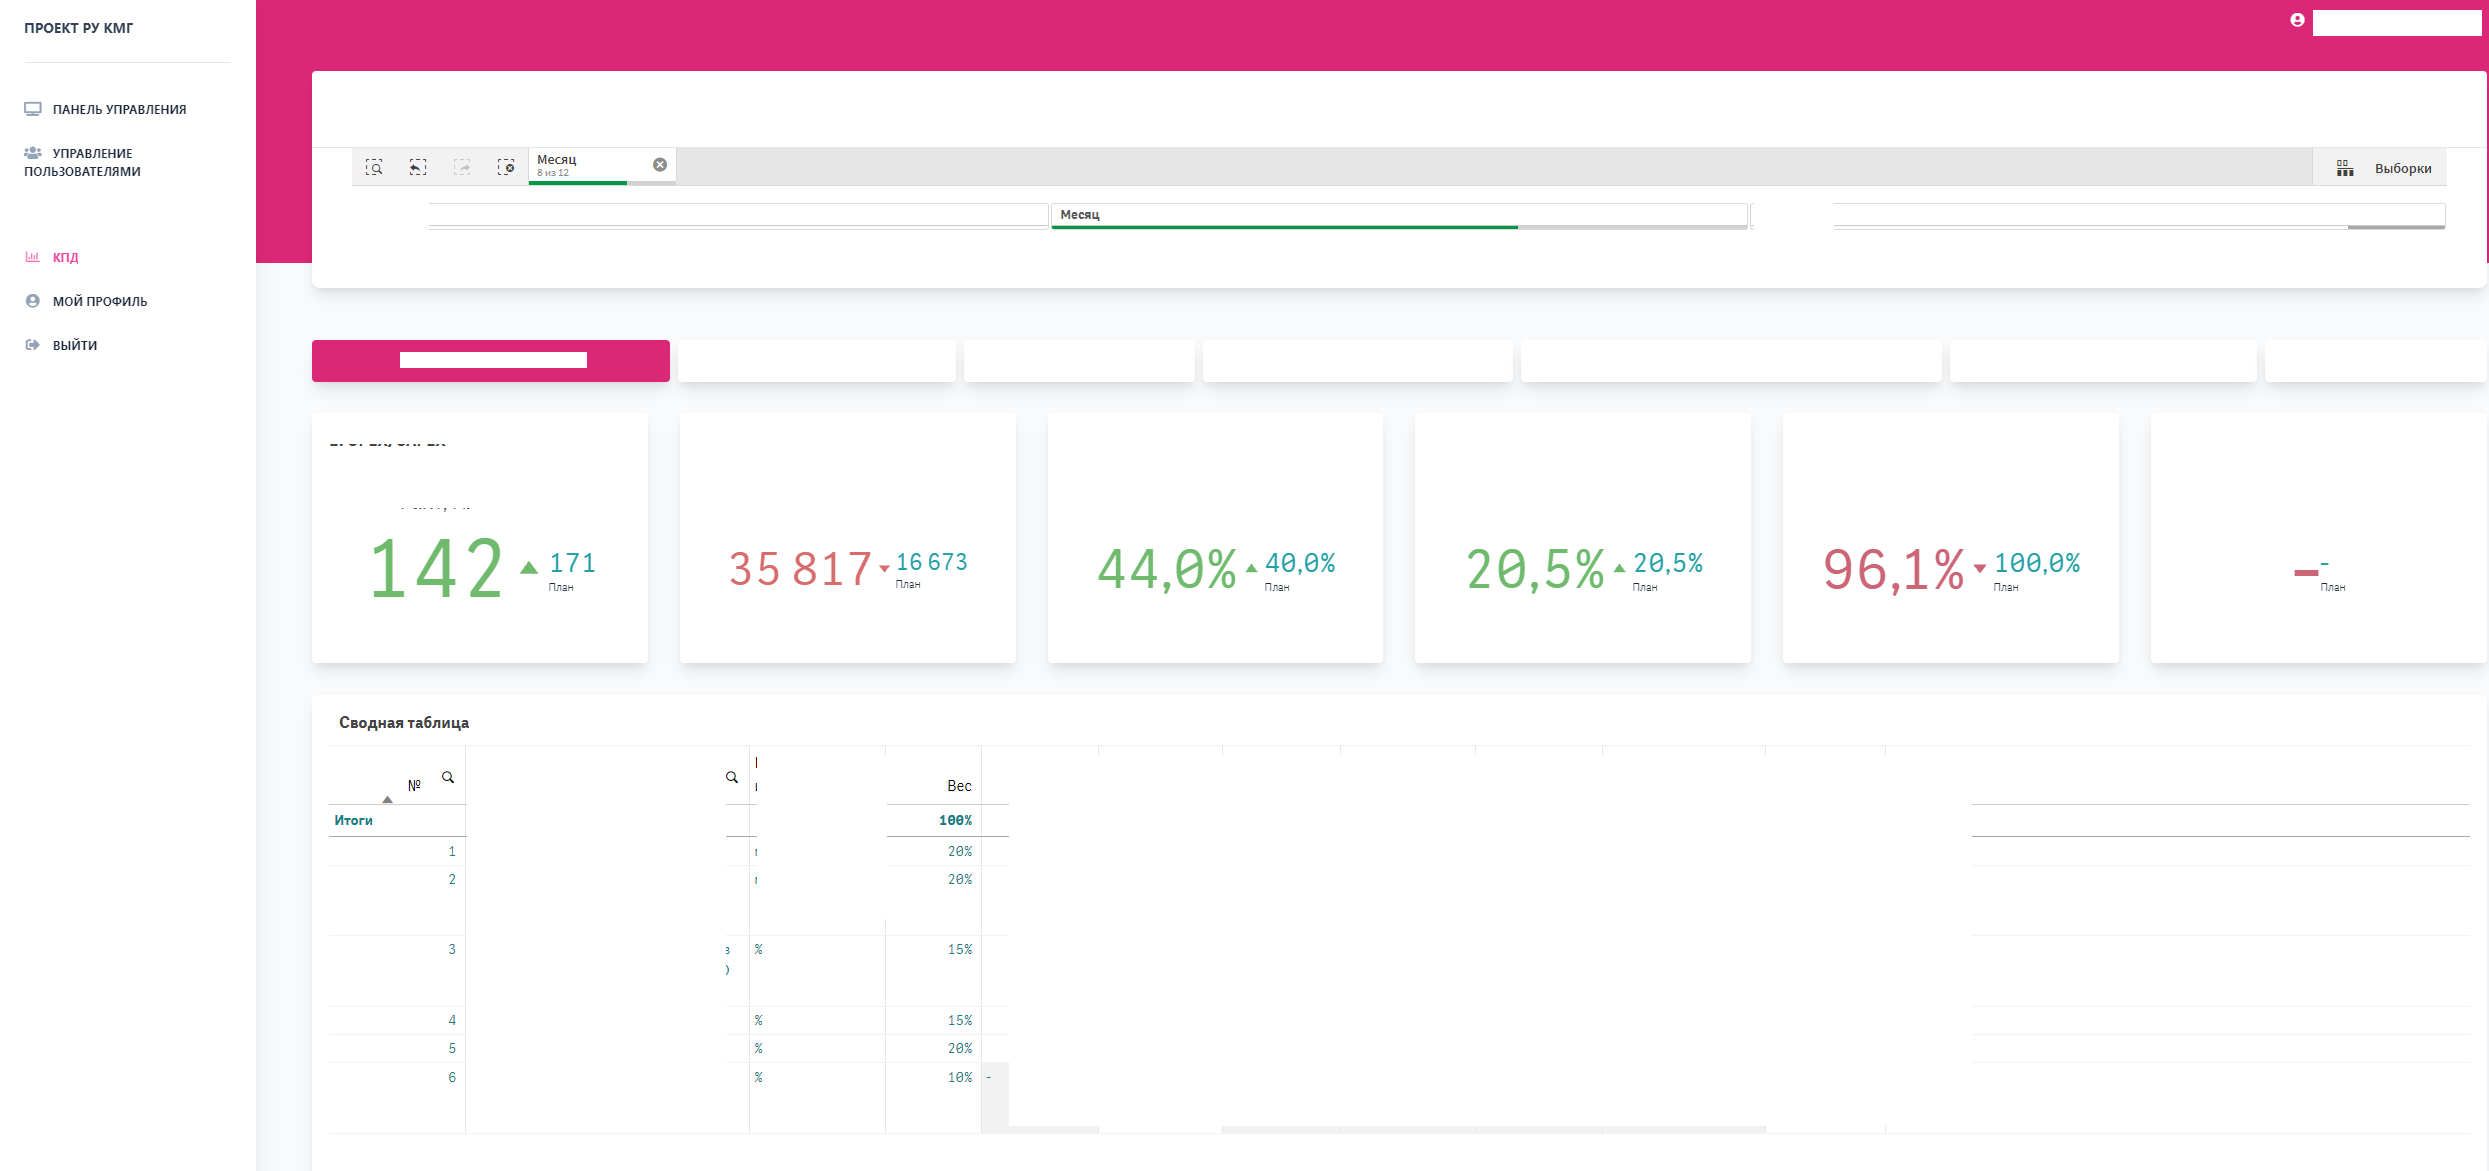 ПРОЕКТ РУ КМГ
ПАНЕЛЬ УПРАВЛЕНИЯ
УПРАВЛЕНИЕ
ПОЛЬЗОВАТЕЛЯМИ
КПД
МОЙ ПРОФИЛЬ
ВЫЙТИ
Месяц
8 из 12
Выборки
Месяц
142 171
План
35 817 16 673
План
44,0% 40,0%
План
20,5% 20,5%
План
96,1% 100,0%
План
– -
План
Сводная таблица
№ Вес
Итоги 100%
1 20%
2 20%
3 % 15%
4 % 15%
5 % 20%
6 % 10% -